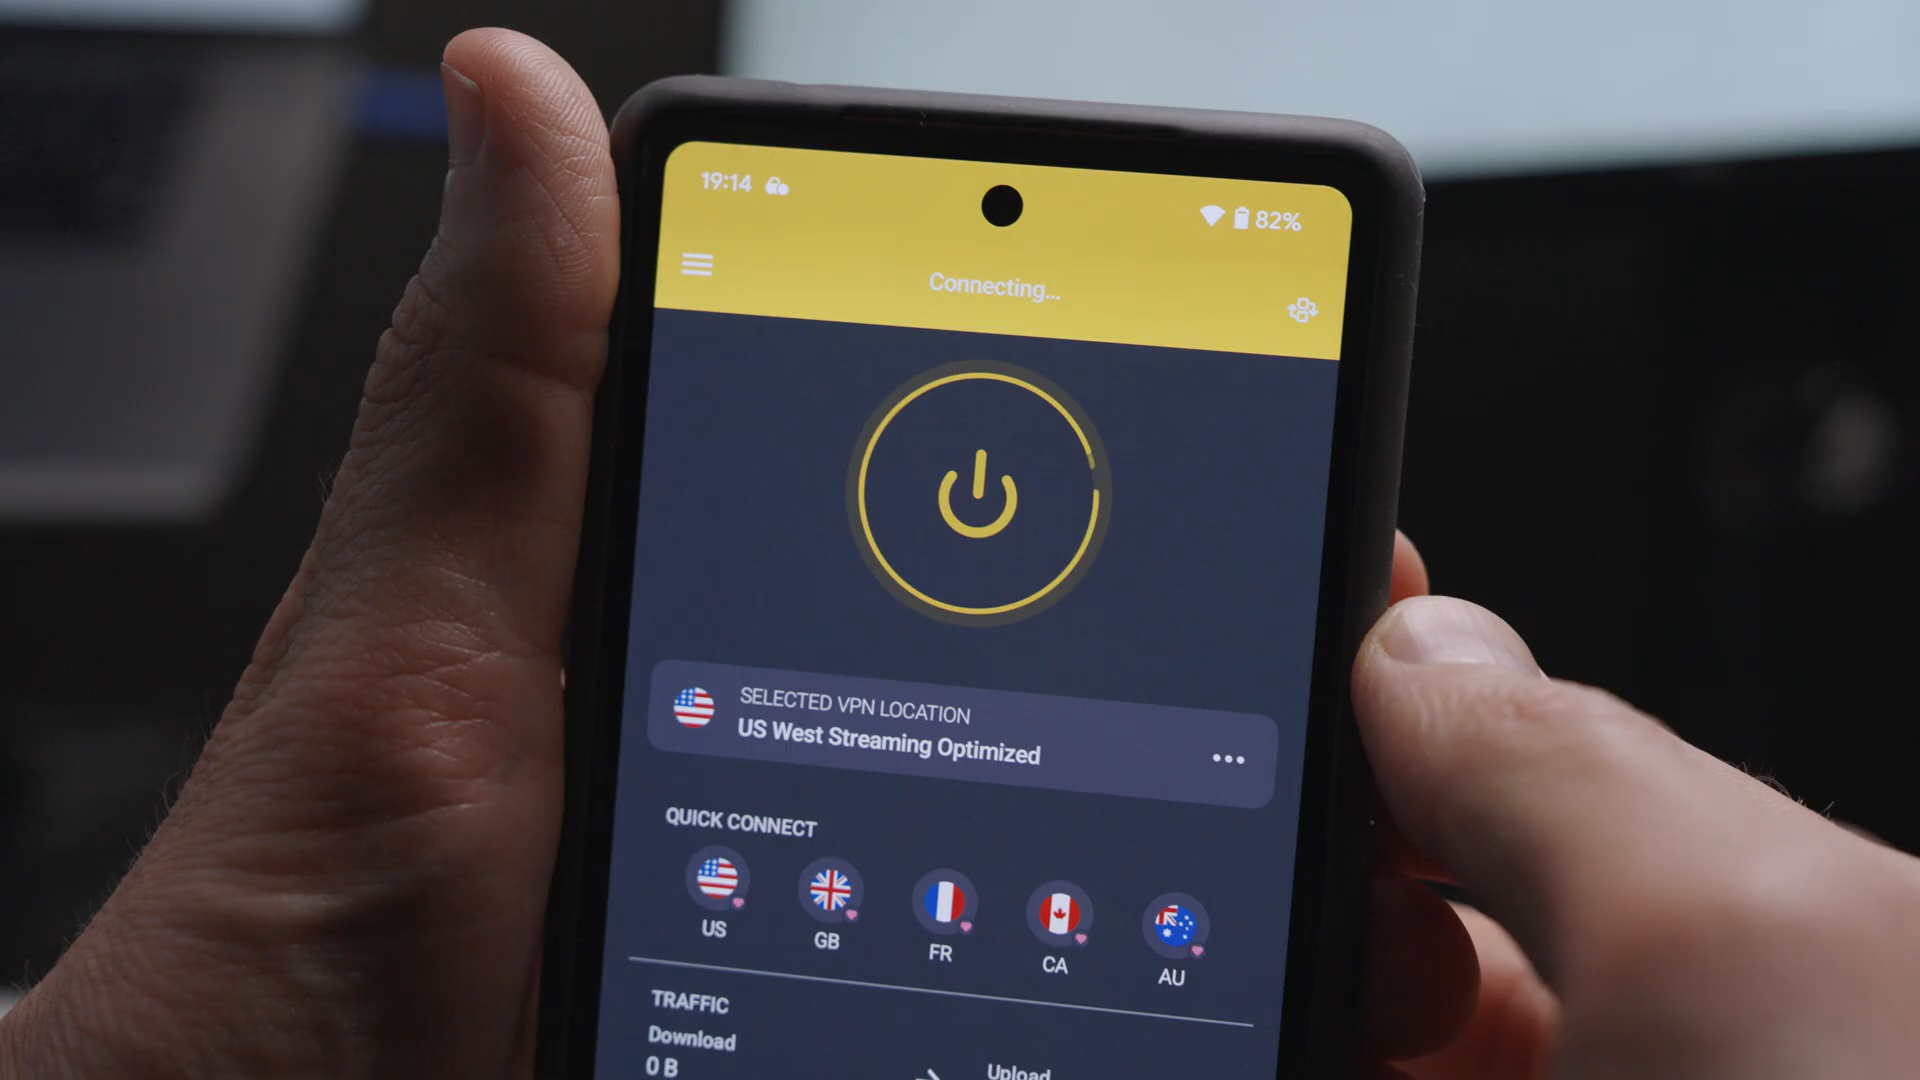 19:14
82%
Connecting...
SELECTED VPN LOCATION
US West Streaming Optimized
QUICK CONNECT
US
GB
FR
CA
AU
TRAFFIC
Download
0 B
Upload